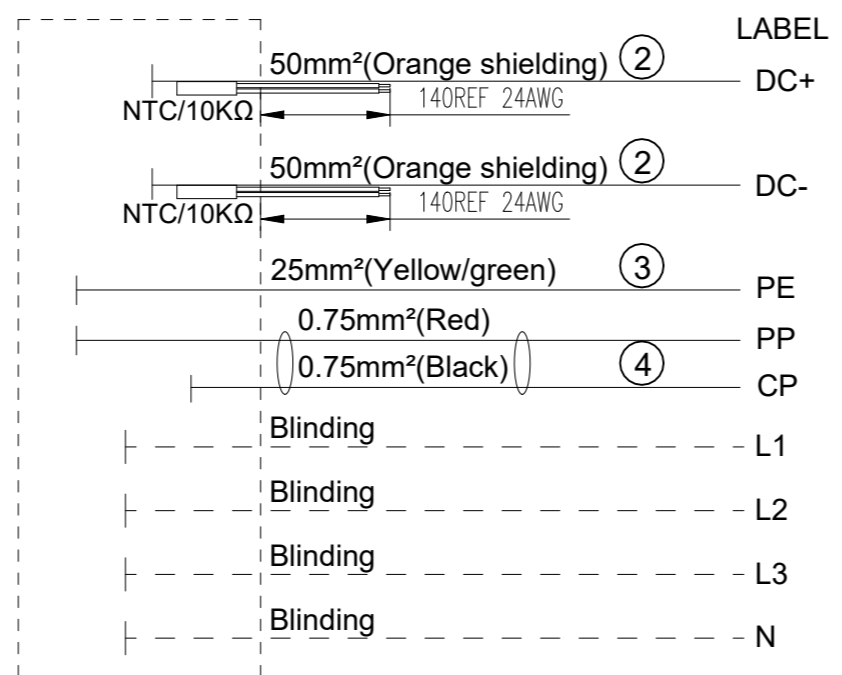 LABEL
50mm²(Orange shielding) 2
DC+
NTC/10KΩ 140REF 24AWG
50mm²(Orange shielding) 2
DC-
NTC/10KΩ 140REF 24AWG
25mm²(Yellow/green) 3
PE
0.75mm²(Red)
PP
0.75mm²(Black) 4
CP
Blinding
L1
Blinding
L2
Blinding
L3
Blinding
N